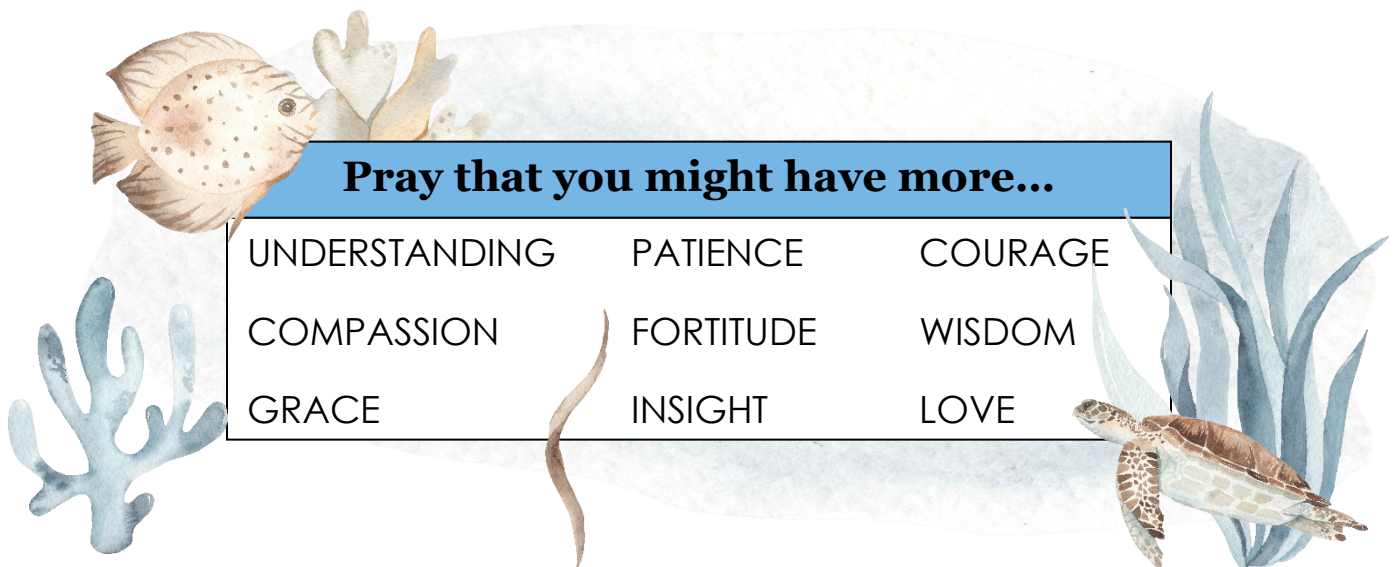 Pray that you might have more...
UNDERSTANDING PATIENCE COURAGE
COMPASSION FORTITUDE WISDOM
GRACE INSIGHT LOVE